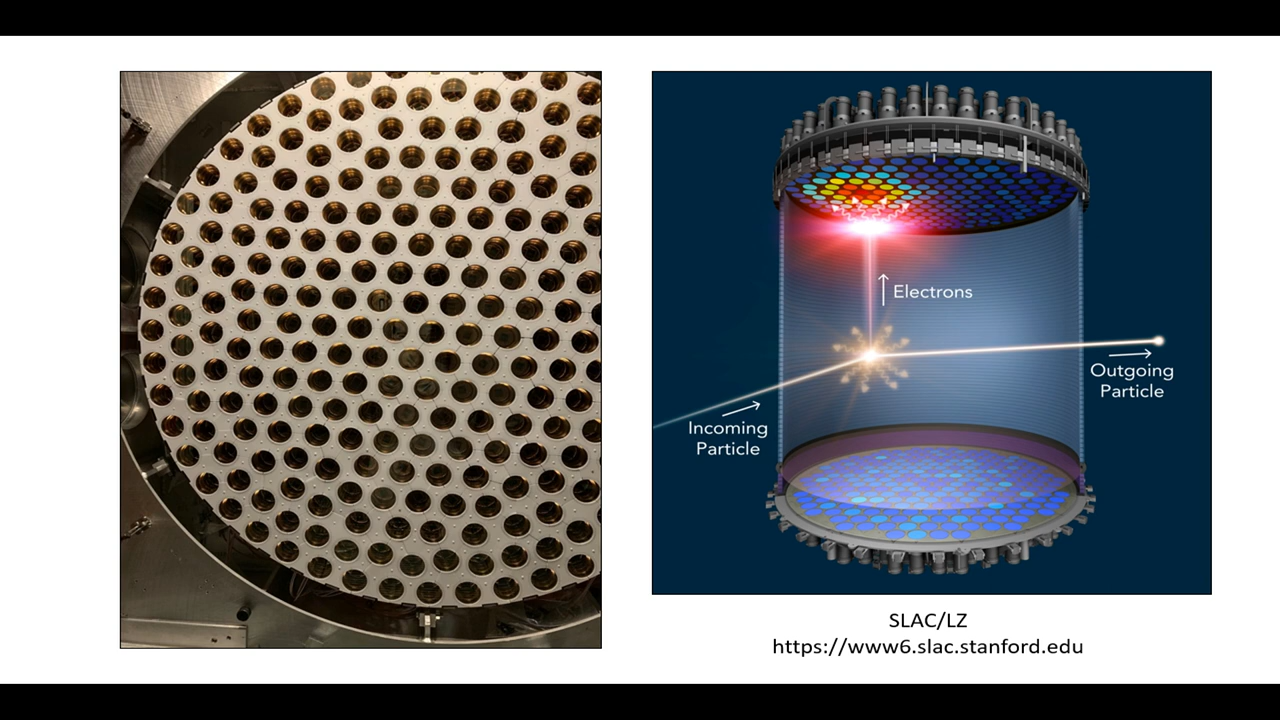 Electrons
Outgoing
Particle
Incoming
Particle
SLAC/LZ
https://www6.slac.stanford.edu